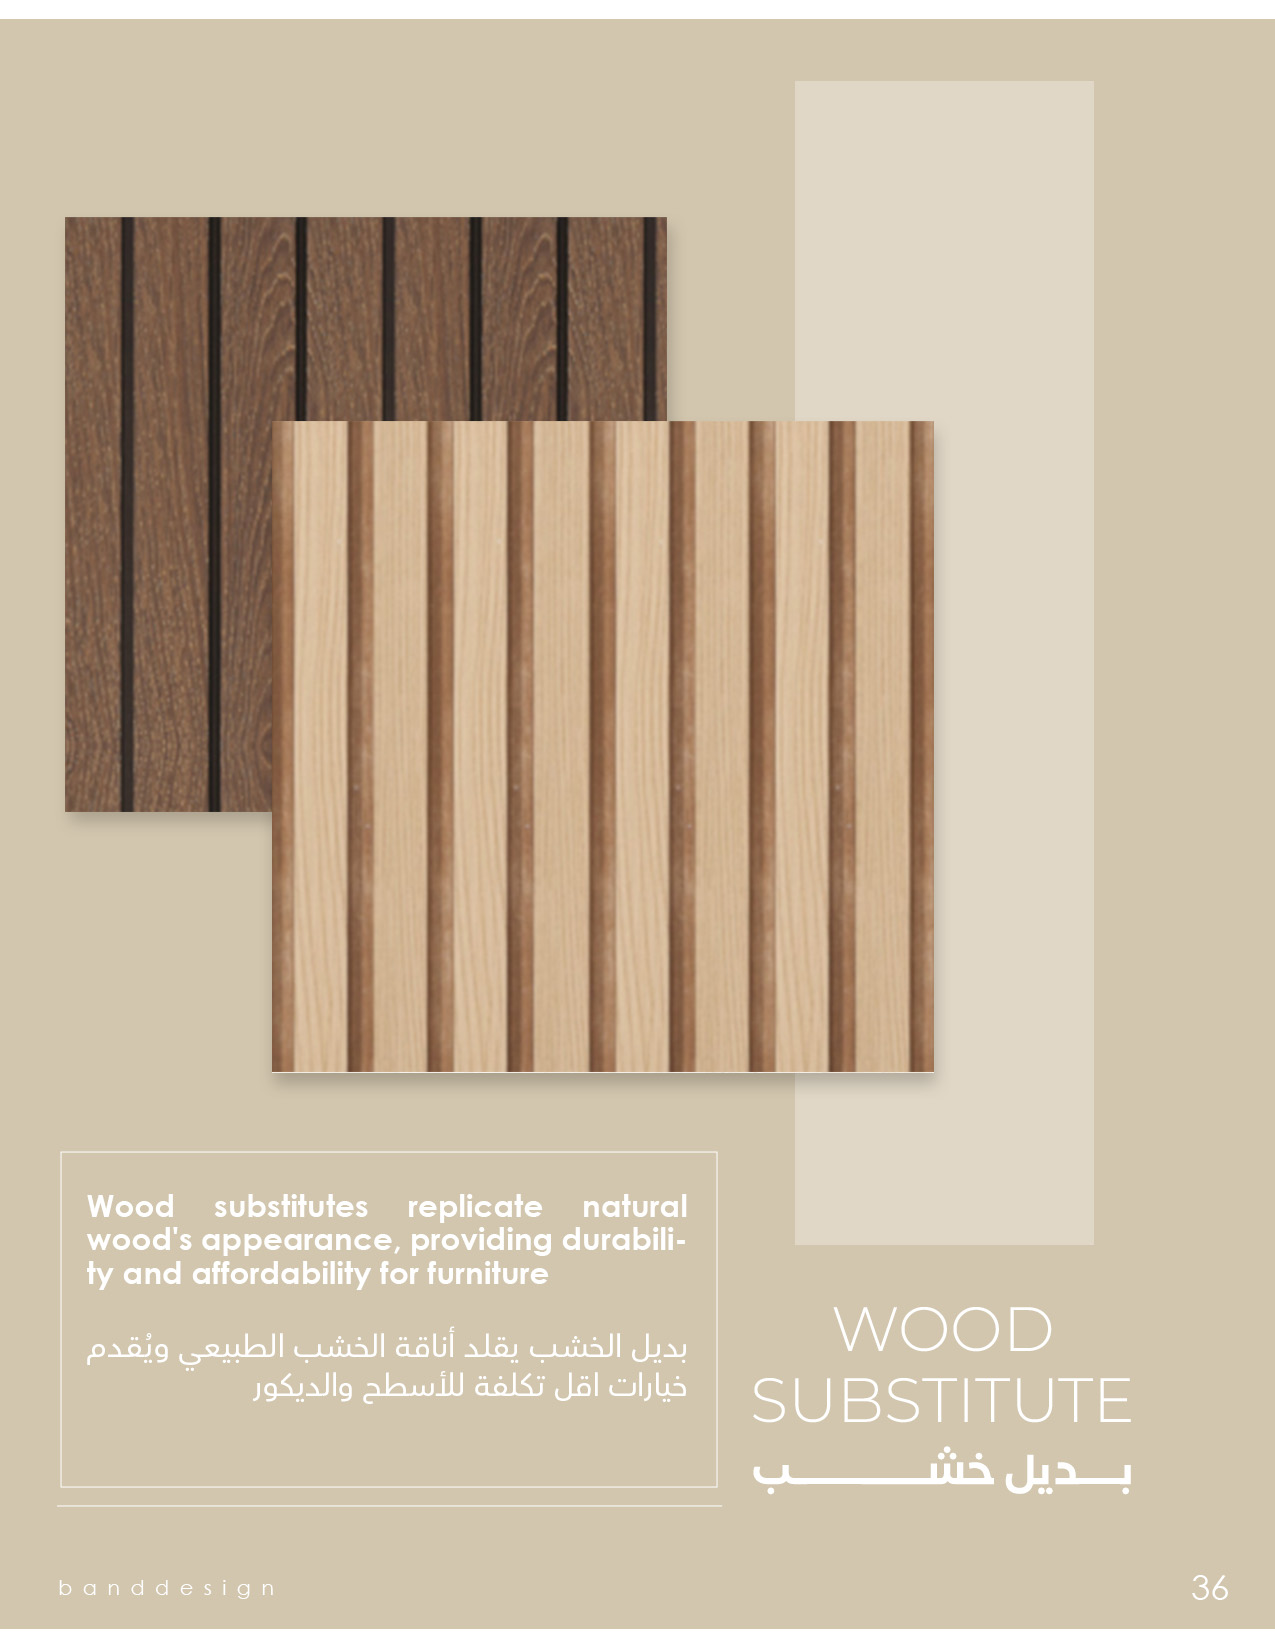 Wood substitutes replicate natural
wood's appearance, providing durabili-
ty and affordability for furniture
بديل الخشب يقلد أناقة الخشب الطبيعي ويُقدم
خيارات اقل تكلفة للأسطح والديكور
WOOD
SUBSTITUTE
بـــديل خشـــــــــب
banddesign
36